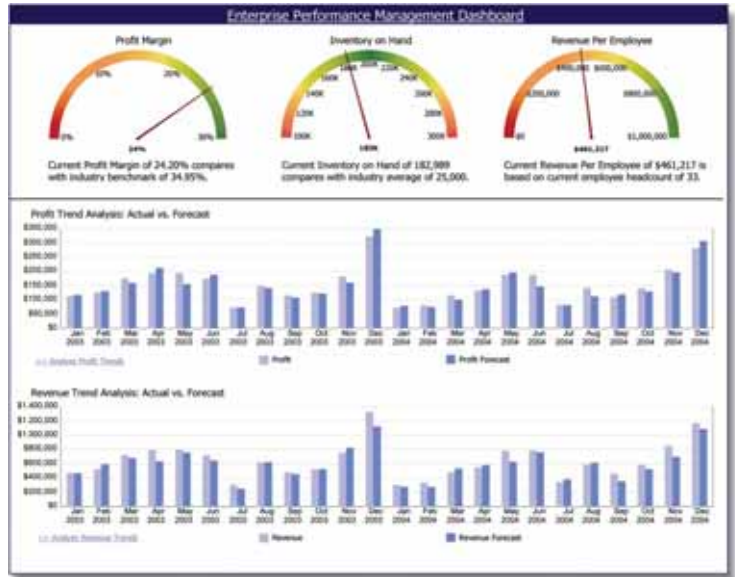 Enterprise Performance Management Dashboard
Profit Margin
Inventory on Hand
Revenue Per Employee
10% 20%
0% 30%
24%
180K 200K 220K
160K 240K
140K 260K
120K 280K
100K 300K
183K
$400,000 $600,000
$200,000 $800,000
$0 $1,000,000
$461,217
Current Profit Margin of 24.20% compares
with industry benchmark of 34.95%.
Current Inventory on Hand of 182,989
compares with industry average of 25,000.
Current Revenue Per Employee of $461,217 is
based on current employee headcount of 33.
Profit Trend Analysis: Actual vs. Forecast
$350,000
$300,000
$250,000
$200,000
$150,000
$100,000
$50,000
$0
Jan Feb Mar Apr May Jun Jul Aug Sep Oct Nov Dec Jan Feb Mar Apr May Jun Jul Aug Sep Oct Nov Dec
2003 2003 2003 2003 2003 2003 2003 2003 2003 2003 2003 2003 2004 2004 2004 2004 2004 2004 2004 2004 2004 2004 2004 2004
>> Analyze Profit Trends
Profit
Profit Forecast
Revenue Trend Analysis: Actual vs. Forecast
$1,400,000
$1,200,000
$1,000,000
$800,000
$600,000
$400,000
$200,000
$0
Jan Feb Mar Apr May Jun Jul Aug Sep Oct Nov Dec Jan Feb Mar Apr May Jun Jul Aug Sep Oct Nov Dec
2003 2003 2003 2003 2003 2003 2003 2003 2003 2003 2003 2003 2004 2004 2004 2004 2004 2004 2004 2004 2004 2004 2004 2004
>> Analyze Revenue Trends
Revenue
Revenue Forecast